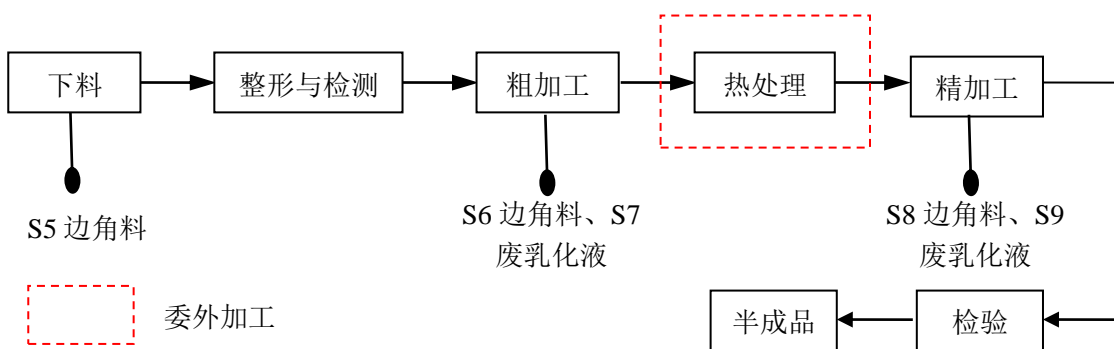 下料
整形与检测
粗加工
热处理
精加工
S5 边角料
S6 边角料、S7
废乳化液
S8 边角料、S9
废乳化液
委外加工
半成品
检验